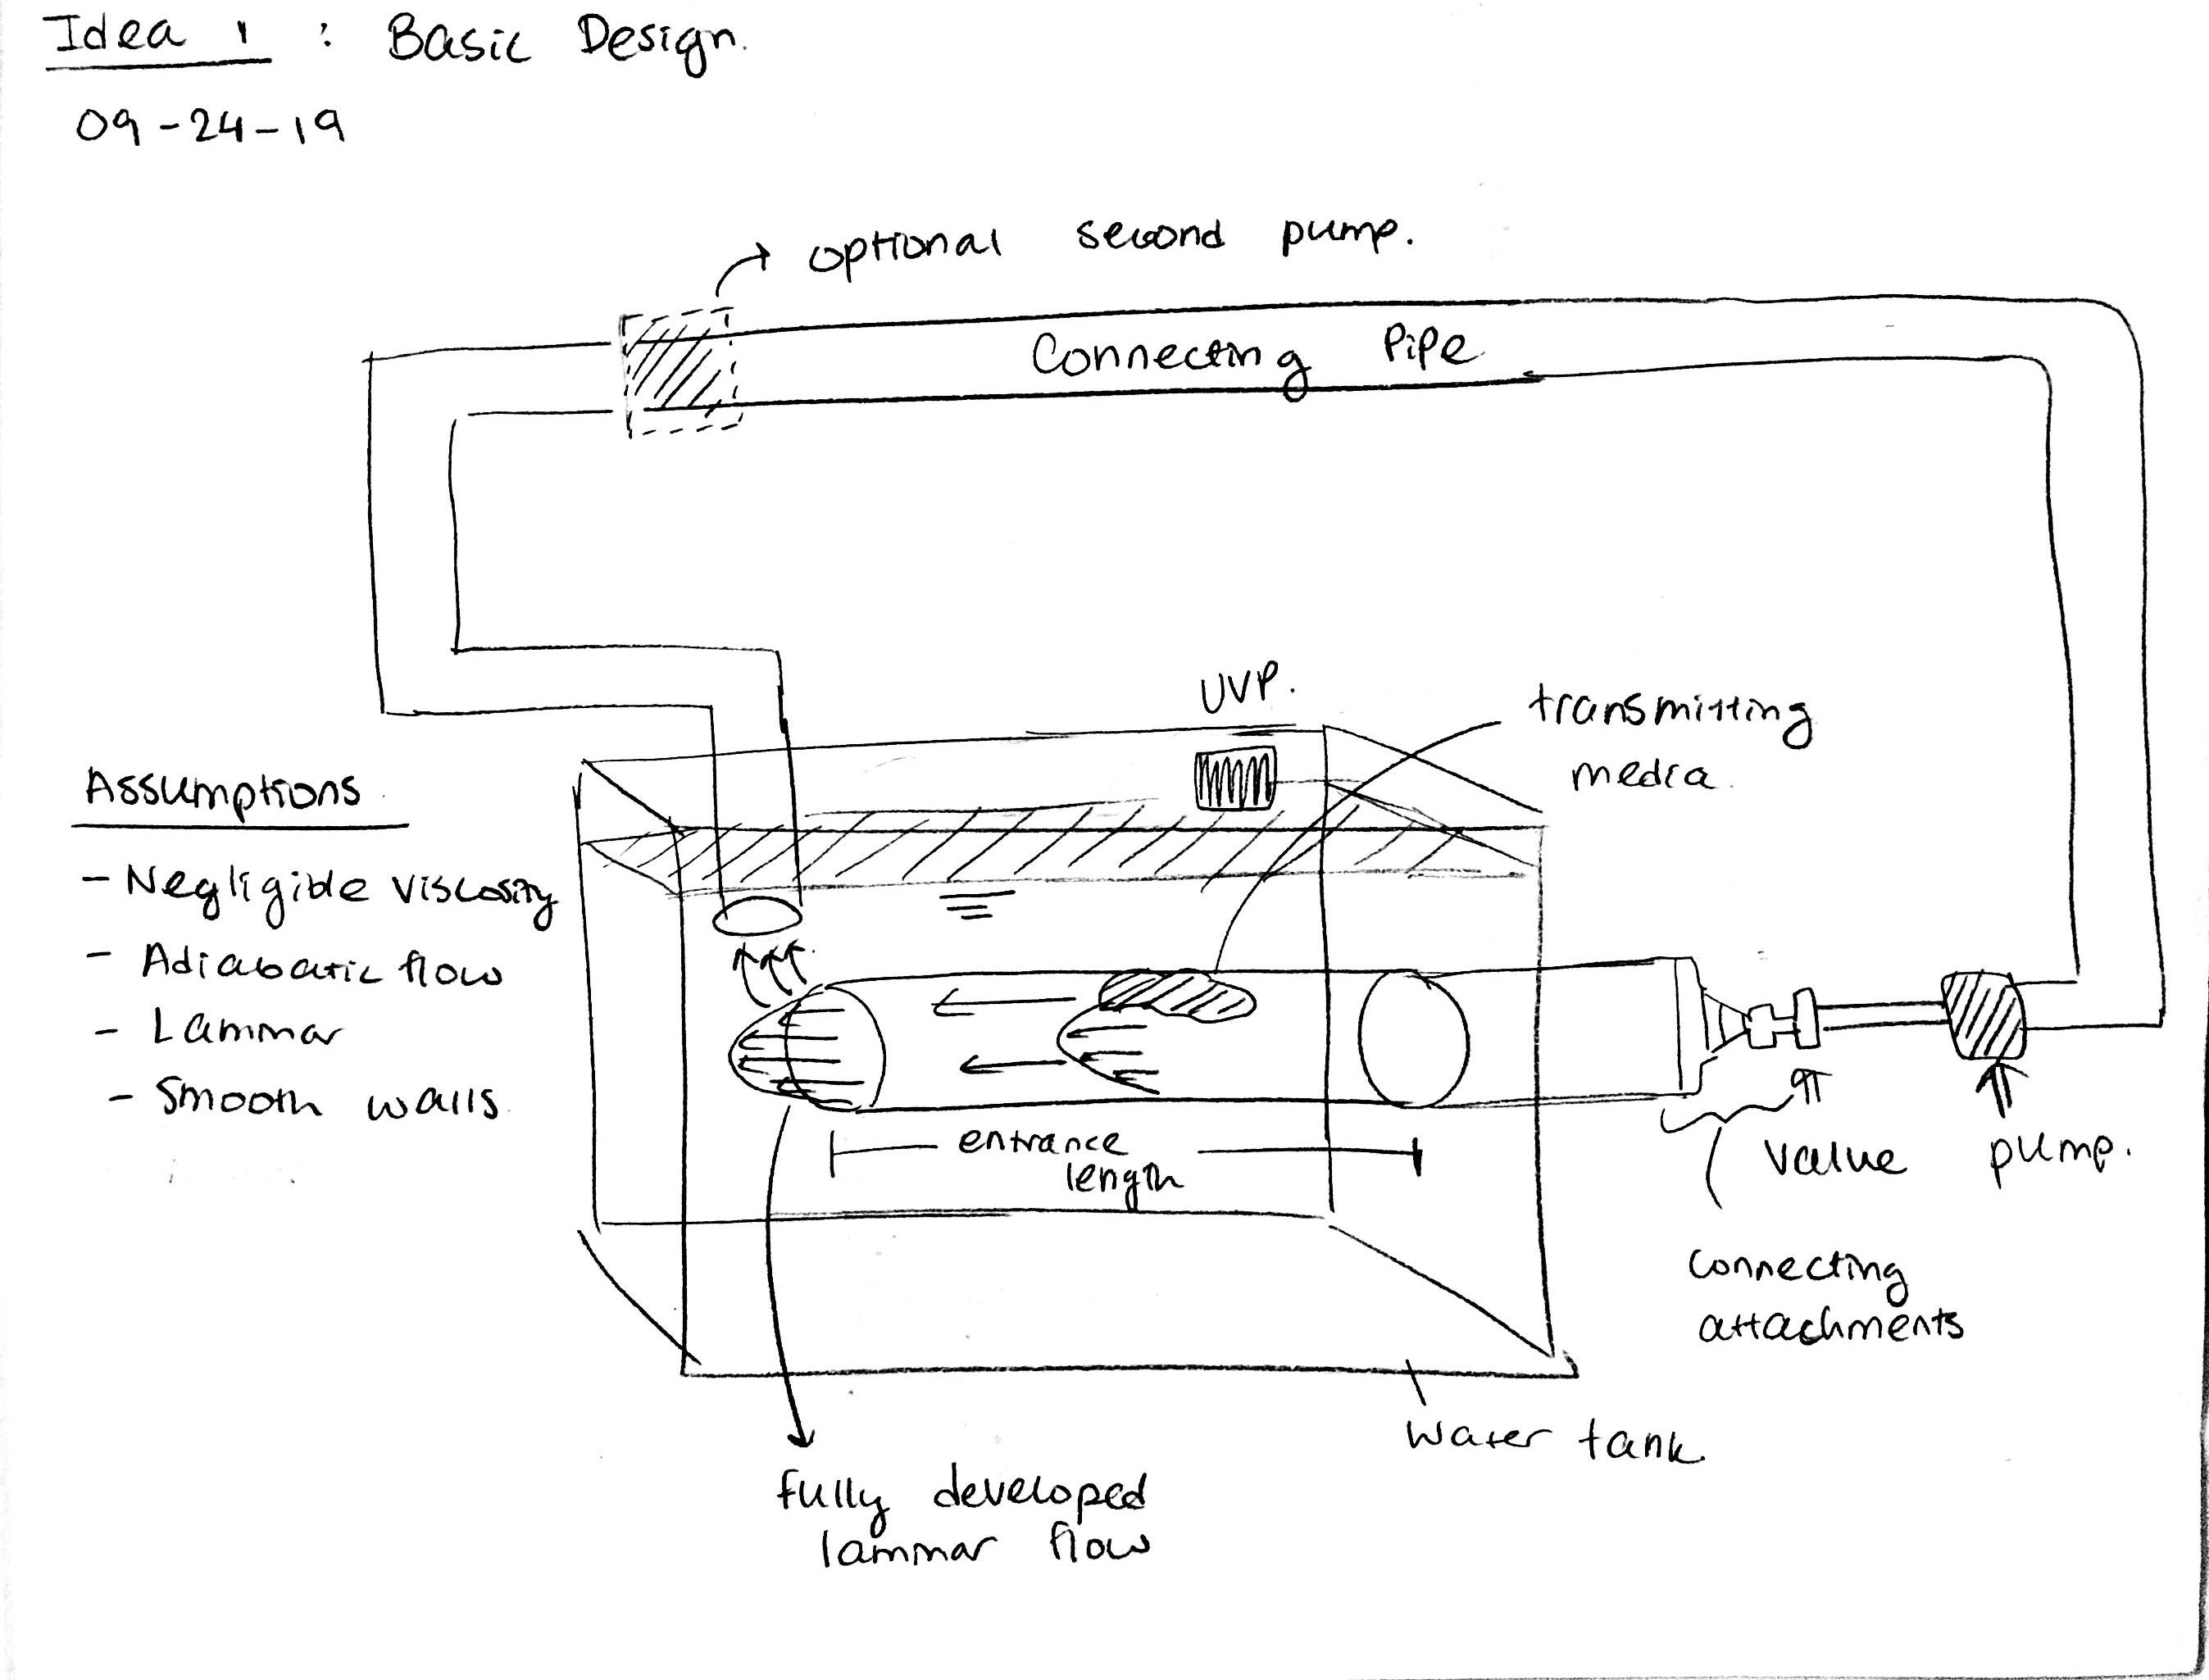 Idea 1 : Basic Design.
09-24-19
optional second pump.
Connecting Pipe
UVP.
transmitting
media.
Assumptions
- Negligible viscosity
- Adiabatic flow
- Laminar
- Smooth walls
entrance
length
value
pump.
connecting
attachments
water tank.
fully developed
laminar flow